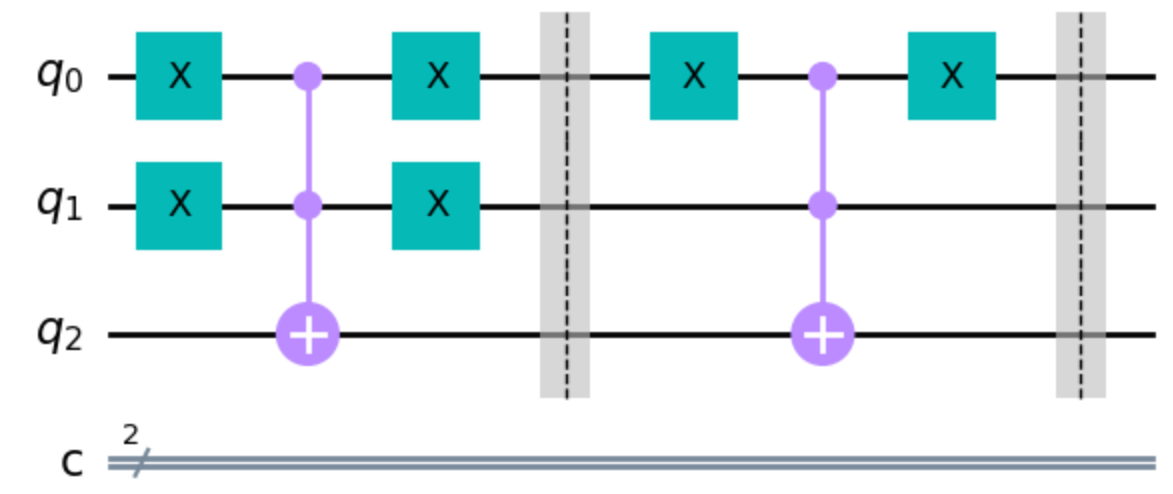 q0 X X X X
q1 X X
q2
2
c